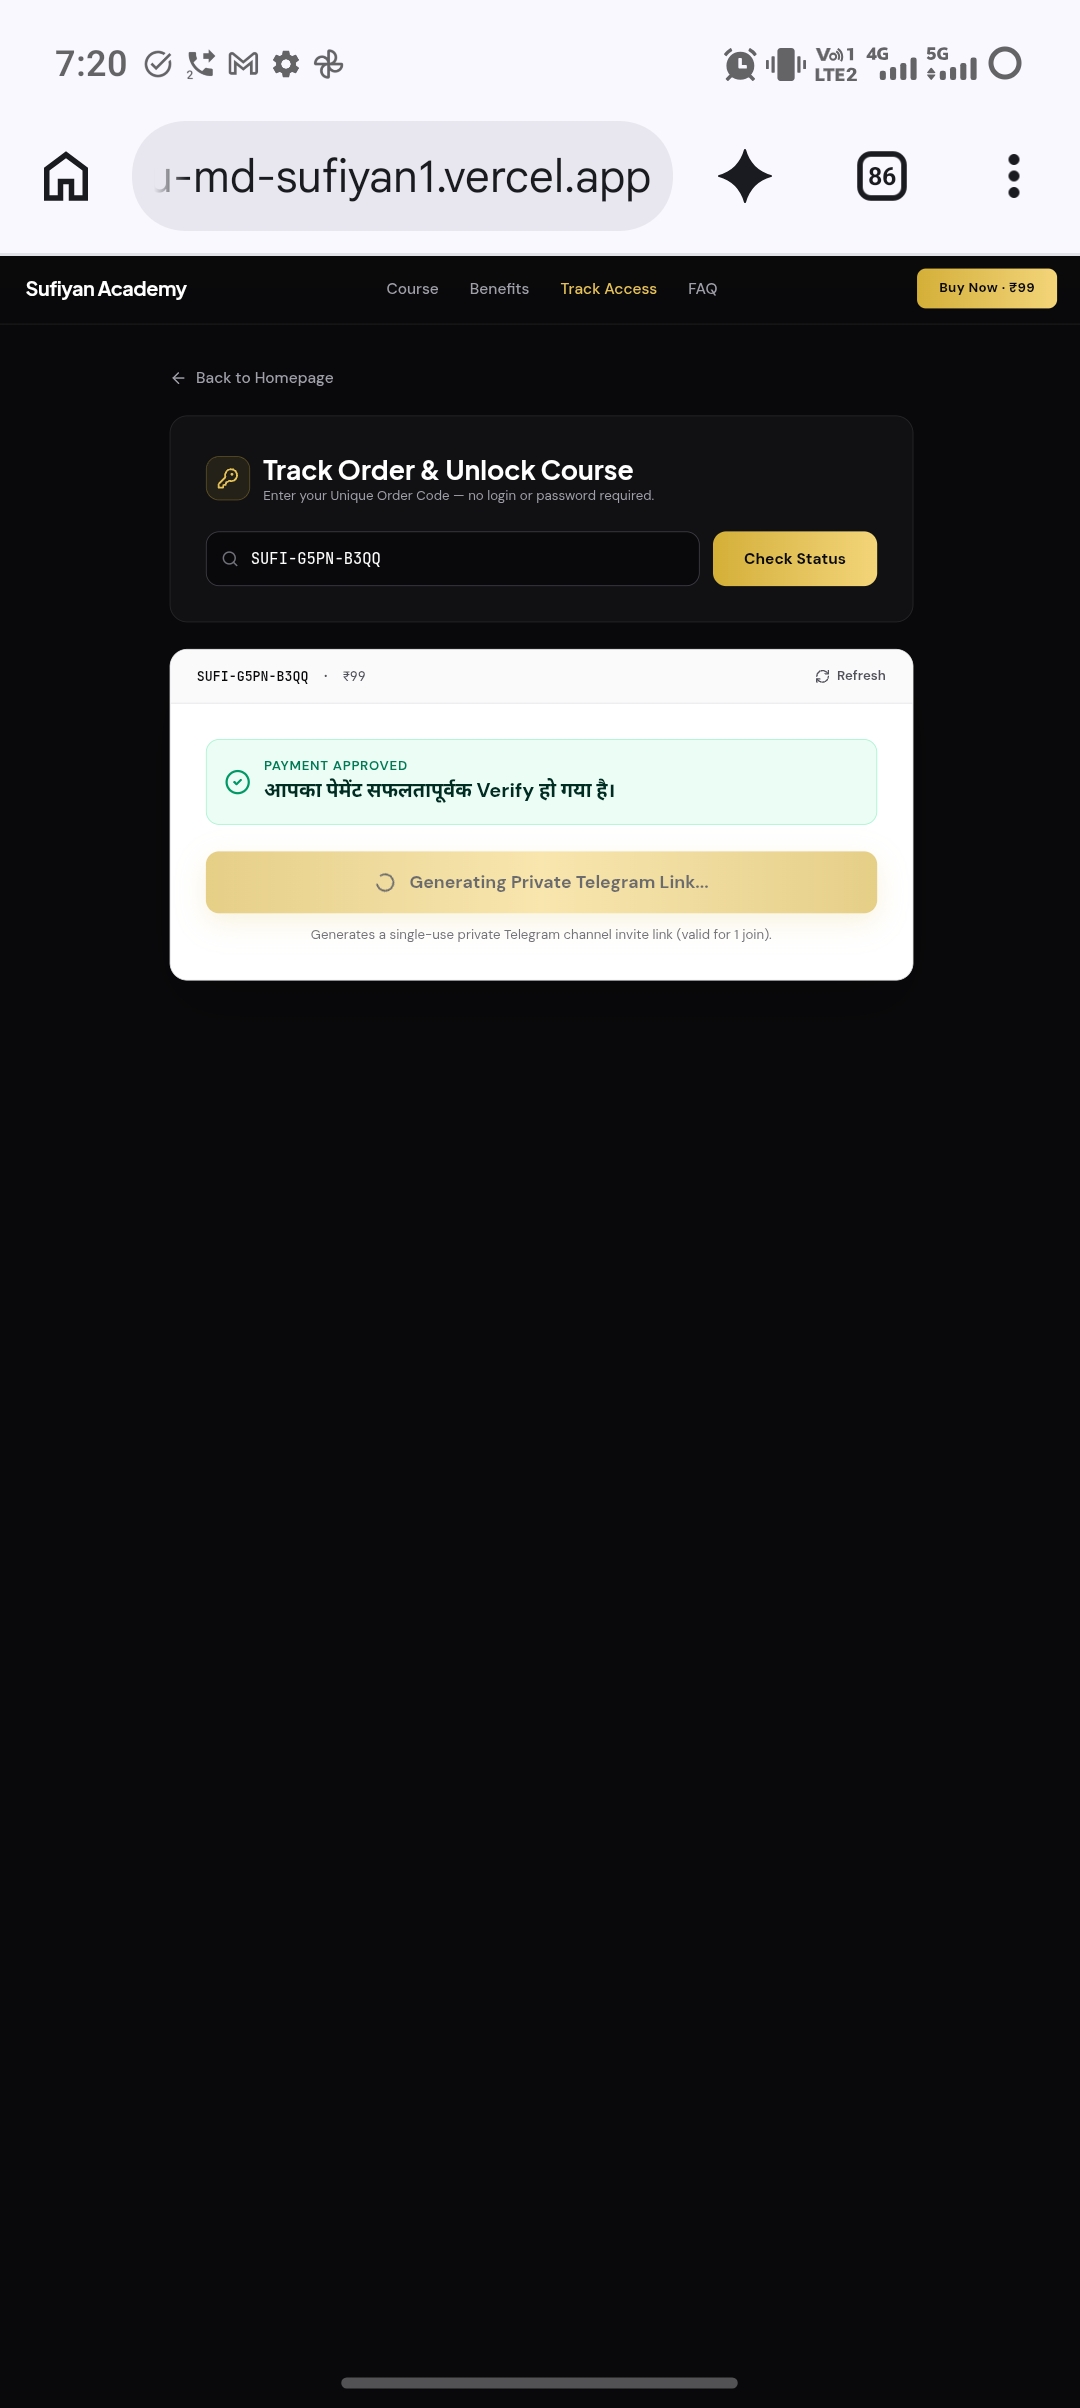 7:20
2
Vo 1
LTE2
4G
5G
-md-sufiyan1.vercel.app
86
Sufiyan Academy
Course
Benefits
Track Access
FAQ
Buy Now · ₹99
← Back to Homepage
Track Order & Unlock Course
Enter your Unique Order Code — no login or password required.
SUFI-G5PN-B3QQ
Check Status
SUFI-G5PN-B3QQ · ₹99
Refresh
PAYMENT APPROVED
आपका पेमेंट सफलतापूर्वक Verify हो गया है।
Generating Private Telegram Link...
Generates a single-use private Telegram channel invite link (valid for 1 join).